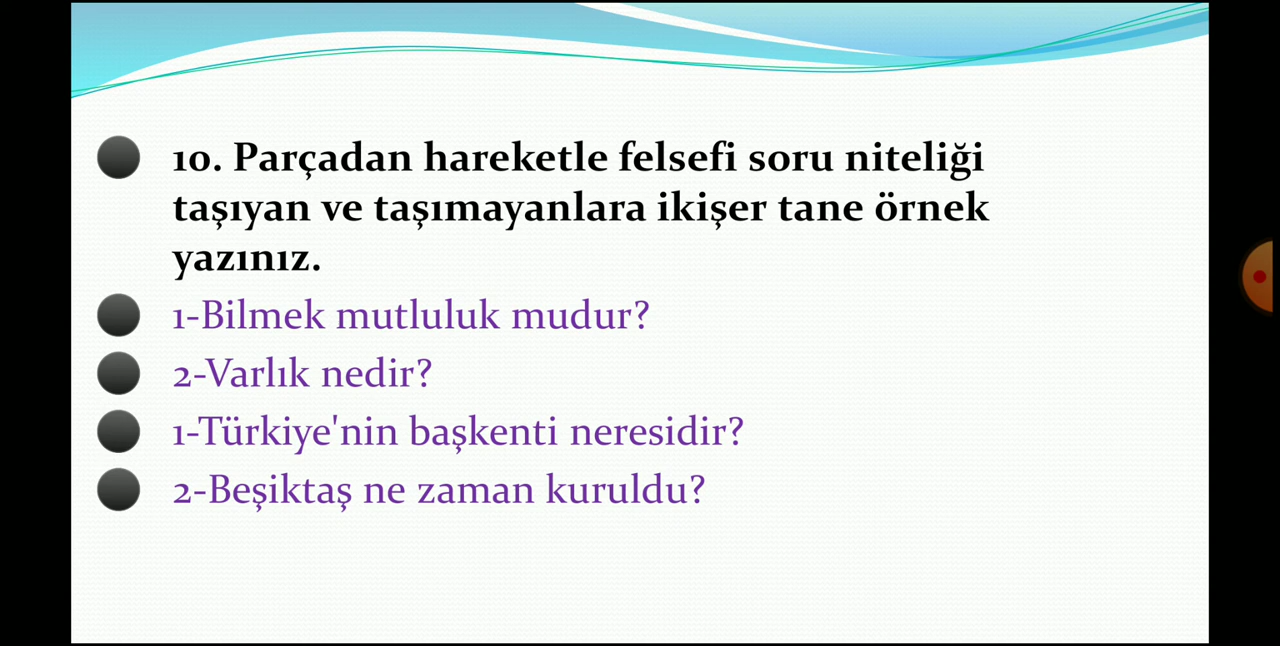 10. Parçadan hareketle felsefi soru niteliği
taşıyan ve taşımayanlara ikişer tane örnek
yazınız.
1-Bilmek mutluluk mudur?
2-Varlık nedir?
1-Türkiye'nin başkenti neresidir?
2-Beşiktaş ne zaman kuruldu?